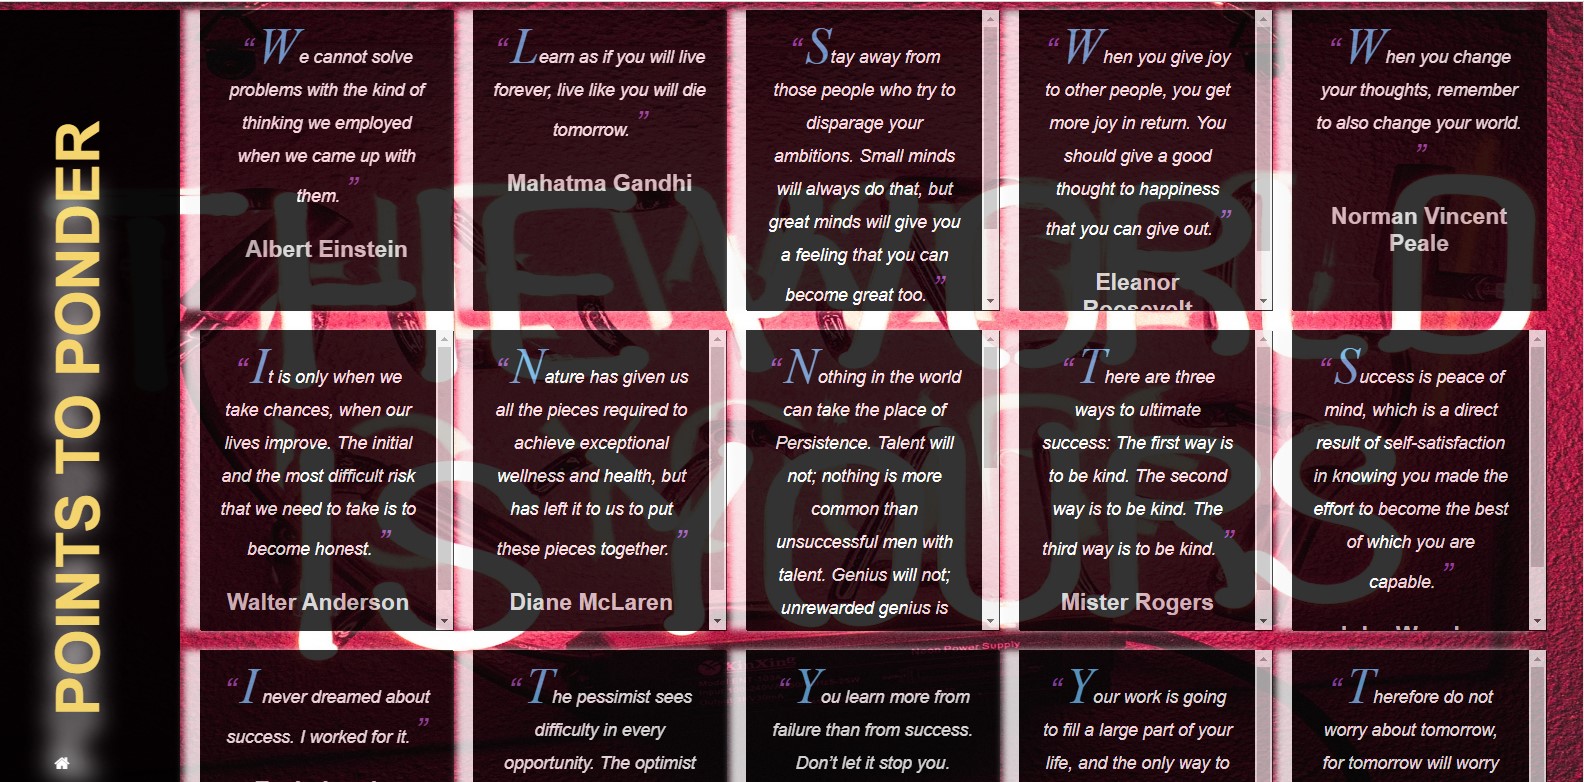 POINTS TO PONDER
“We cannot solve
problems with the kind of
thinking we employed
when we came up with
them.”
Albert Einstein
“Learn as if you will live
forever, live like you will die
tomorrow.”
Mahatma Gandhi
“Stay away from
those people who try to
disparage your
ambitions. Small minds
will always do that, but
great minds will give you
a feeling that you can
become great too.”
“When you give joy
to other people, you get
more joy in return. You
should give a good
thought to happiness
that you can give out.”
Eleanor
Roosevelt
“When you change
your thoughts, remember
to also change your world.
”
Norman Vincent
Peale
“It is only when we
take chances, when our
lives improve. The initial
and the most difficult risk
that we need to take is to
become honest.”
Walter Anderson
“Nature has given us
all the pieces required to
achieve exceptional
wellness and health, but
has left it to us to put
these pieces together.”
Diane McLaren
“Nothing in the world
can take the place of
Persistence. Talent will
not; nothing is more
common than
unsuccessful men with
talent. Genius will not;
unrewarded genius is
“There are three
ways to ultimate
success: The first way is
to be kind. The second
way is to be kind. The
third way is to be kind.”
Mister Rogers
“Success is peace of
mind, which is a direct
result of self-satisfaction
in knowing you made the
effort to become the best
of which you are
capable.”
“I never dreamed about
success. I worked for it.”
“The pessimist sees
difficulty in every
opportunity. The optimist
“You learn more from
failure than from success.
Don’t let it stop you.
“Your work is going
to fill a large part of your
life, and the only way to
“Therefore do not
worry about tomorrow,
for tomorrow will worry
THE WORLD
IS YOURS
XinXing
Neon Power Supply